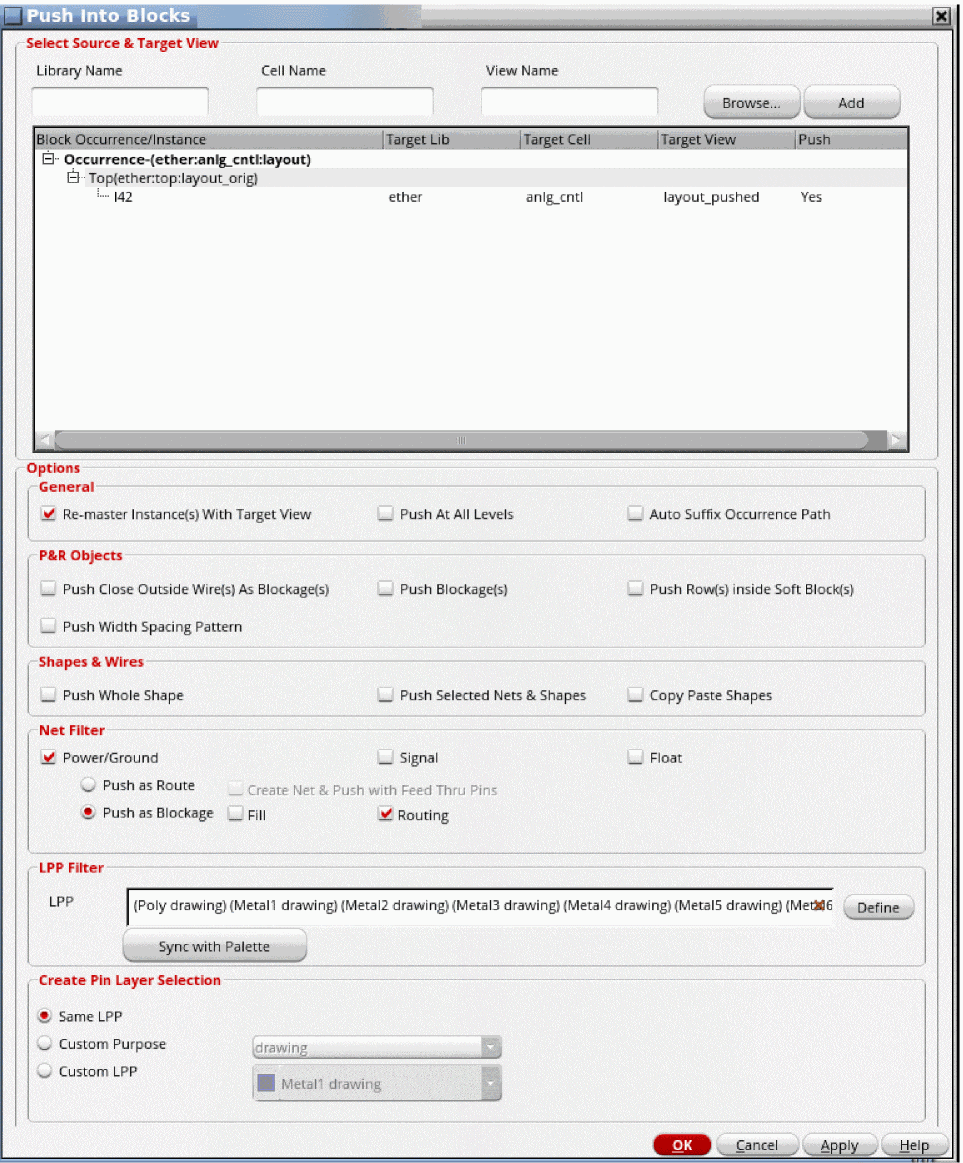 Push Into Blocks
Select Source & Target View
Library Name Cell Name View Name
Browse... Add
Block Occurrence/Instance Target Lib Target Cell Target View Push
Occurrence-(ether:anlg_cntl:layout)
Top(ether:top:layout_orig)
I42 ether anlg_cntl layout_pushed Yes
Options
General
Re-master Instance(s) With Target View Push At All Levels Auto Suffix Occurrence Path
P&R Objects
Push Close Outside Wire(s) As Blockage(s) Push Blockage(s) Push Row(s) inside Soft Block(s)
Push Width Spacing Pattern
Shapes & Wires
Push Whole Shape Push Selected Nets & Shapes Copy Paste Shapes
Net Filter
Power/Ground Signal Float
Push as Route Create Net & Push with Feed Thru Pins
Push as Blockage Fill Routing
LPP Filter
LPP (Poly drawing) (Metal1 drawing) (Metal2 drawing) (Metal3 drawing) (Metal4 drawing) (Metal5 drawing) Define
Sync with Palette
Create Pin Layer Selection
Same LPP
Custom Purpose drawing
Custom LPP Metal1 drawing
OK Cancel Apply Help